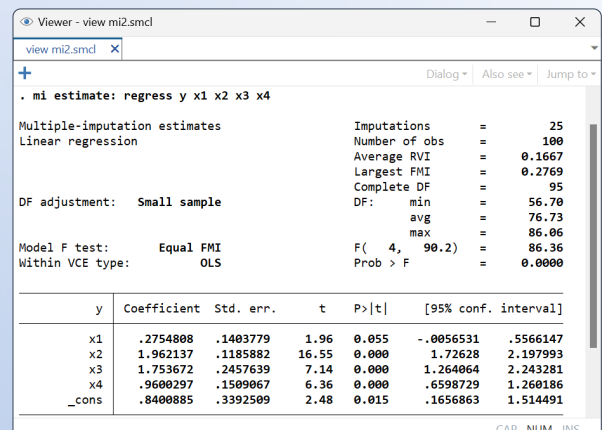 Viewer - view mi2.smcl
view mi2.smcl
Dialog Also see Jump to
. mi estimate: regress y x1 x2 x3 x4
Multiple-imputation estimates Imputations = 25
Linear regression Number of obs = 100
Average RVI = 0.1667
Largest FMI = 0.2769
Complete DF = 95
DF adjustment: Small sample DF: min = 56.70
avg = 76.73
max = 86.06
Model F test: Equal FMI F( 4, 90.2) = 86.36
Within VCE type: OLS Prob > F = 0.0000
y Coefficient Std. err. t P>|t| [95% conf. interval]
x1 .2754808 .1403779 1.96 0.055 -.0056531 .5566147
x2 1.962137 .1185882 16.55 0.000 1.72628 2.197993
x3 1.753672 .2457639 7.14 0.000 1.264064 2.243281
x4 .9600297 .1509067 6.36 0.000 .6598729 1.260186
_cons .8400885 .3392509 2.48 0.015 .1656863 1.514491
CAP NUM INS